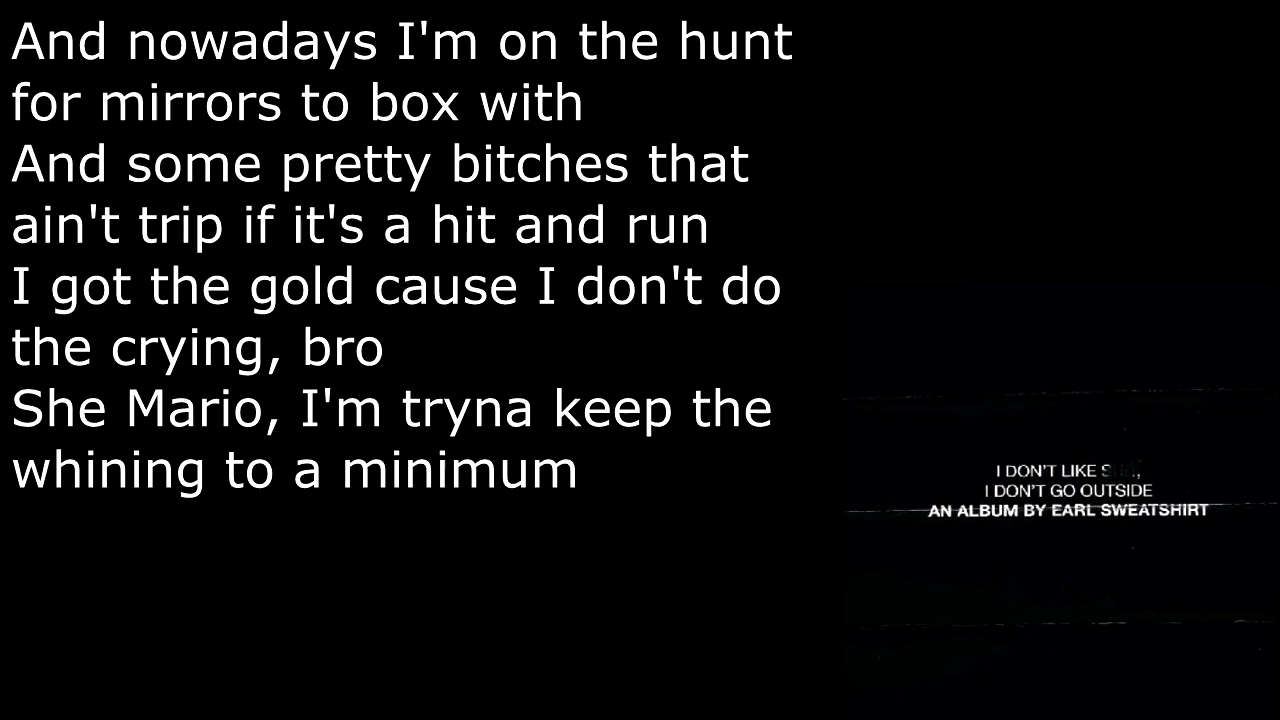 And nowadays I'm on the hunt
for mirrors to box with
And some pretty bitches that
ain't trip if it's a hit and run
I got the gold cause I don't do
the crying, bro
She Mario, I'm tryna keep the
whining to a minimum
I DON'T LIKE
I DON'T GO OUTSIDE
AN ALBUM BY EARL SWEATSHIRT